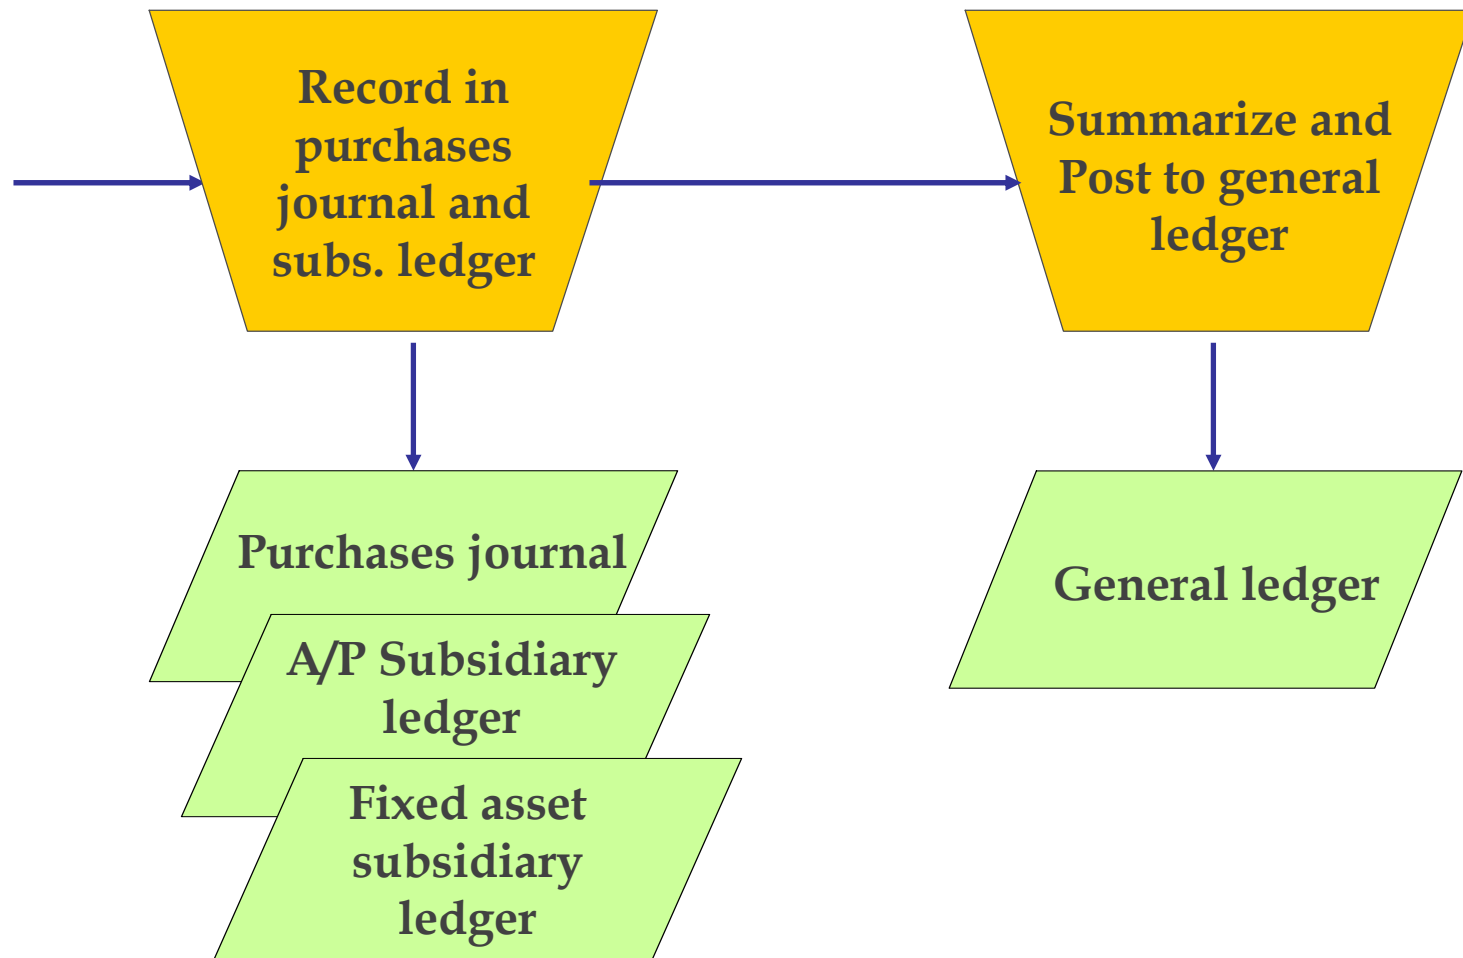 Record in
purchases
journal and
subs. ledger
Summarize and
Post to general
ledger
Purchases journal
A/P Subsidiary
ledger
Fixed asset
subsidiary
ledger
General ledger